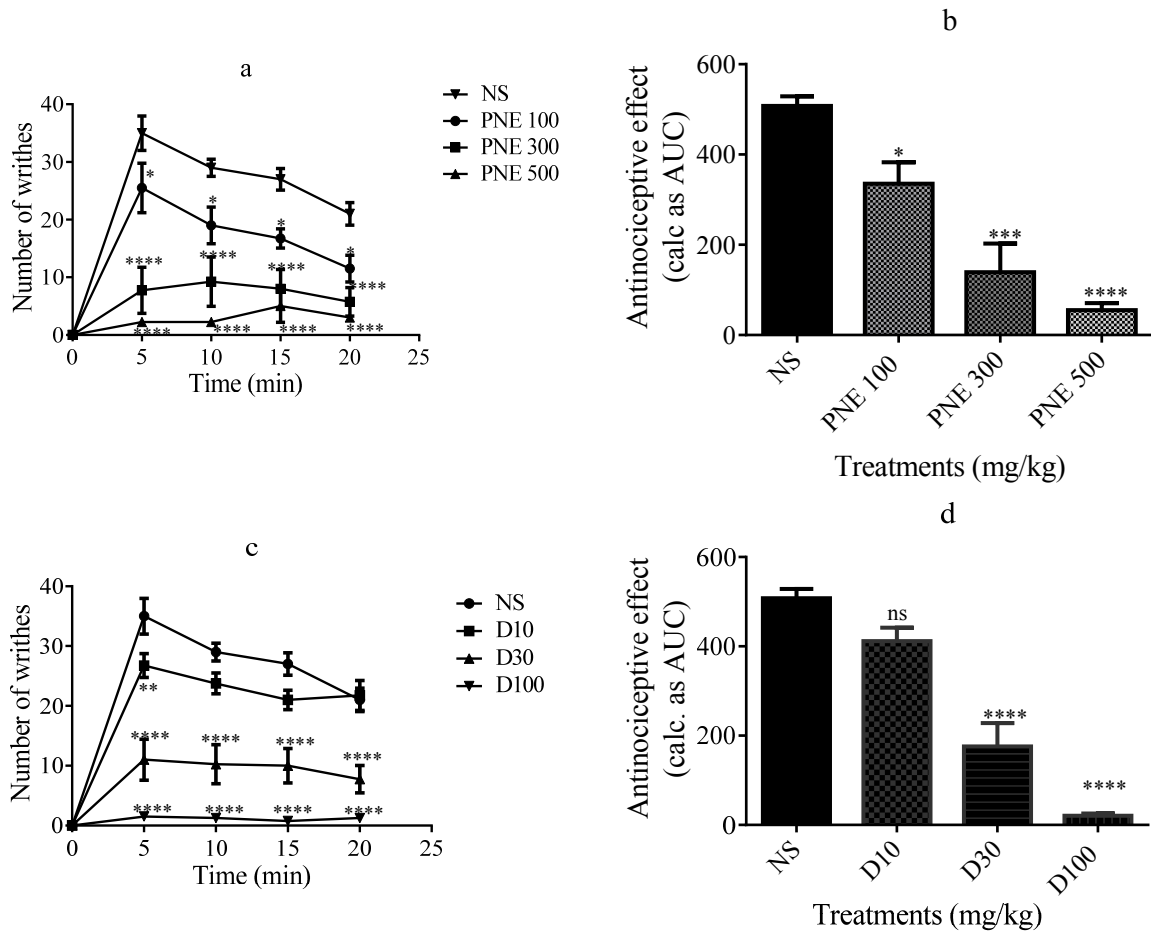 a
Number of writhes
40
30
20
10
0
0 5 10 15 20 25
Time (min)
NS
PNE 100
PNE 300
PNE 500
*
*
*
*
**** **** **** ****
**** **** **** ****
b
Antinociceptive effect
(calc as AUC)
600
400
200
0
*
***
****
NS PNE 100 PNE 300 PNE 500
Treatments (mg/kg)
c
Number of writhes
40
30
20
10
0
0 5 10 15 20 25
Time (min)
NS
D10
D30
D100
**
**** **** **** ****
**** **** **** ****
d
Antinociceptive effect
(calc. as AUC)
600
400
200
0
ns
****
****
NS D10 D30 D100
Treatments (mg/kg)